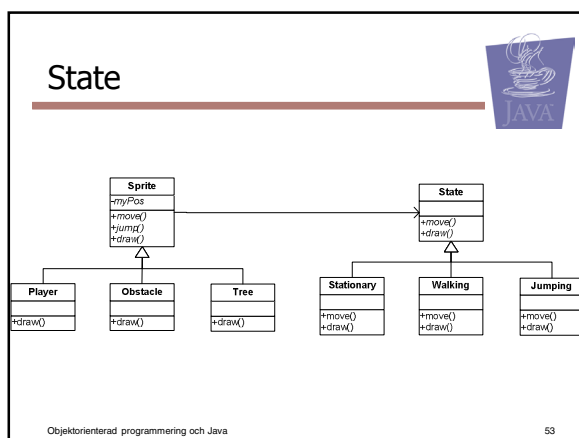 State
JAVA
Sprite
-myPos
+move()
+jump()
+draw()
State
+move()
+draw()
Player
+draw()
Obstacle
+draw()
Tree
+draw()
Stationary
+move()
+draw()
Walking
+move()
+draw()
Jumping
+move()
+draw()
Objektorienterad programmering och Java
53